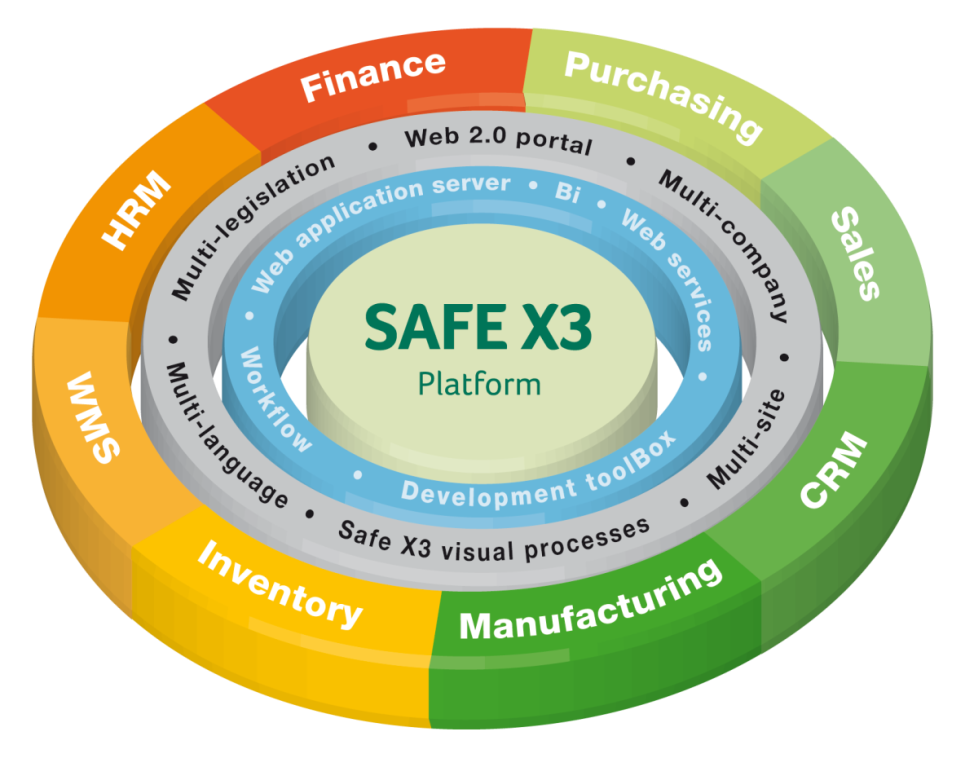 Finance
Purchasing
Sales
CRM
Manufacturing
Inventory
WMS
HRM
Web 2.0 portal
Multi-company
Multi-site
Safe X3 visual processes
Multi-language
Multi-legislation
Web application server
Bi
Web services
Development toolBox
Workflow
SAFE X3
Platform